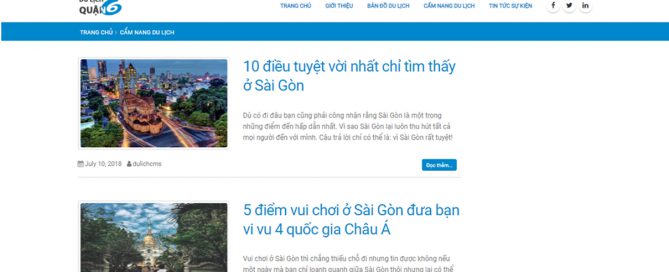 DU LỊCH
QUẬN 6
TRANG CHỦ GIỚI THIỆU BẢN ĐỒ DU LỊCH CẨM NANG DU LỊCH TIN TỨC SỰ KIỆN
TRANG CHỦ › CẨM NANG DU LỊCH
10 điều tuyệt vời nhất chỉ tìm thấy
ở Sài Gòn
Dù có đi đâu bạn cũng phải công nhận rằng Sài Gòn là một trong
những điểm đến hấp dẫn nhất. Vì sao Sài Gòn lại luôn thu hút tất cả
mọi người đến với mình. Câu trả lời chỉ có thể là: vì Sài Gòn rất tuyệt!
July 10, 2018 dulichcms
Đọc thêm...
5 điểm vui chơi ở Sài Gòn đưa bạn
vi vu 4 quốc gia Châu Á
Vui chơi ở Sài Gòn thì chẳng thiếu chỗ đi nhưng tin được không nếu
một ngày mà bạn chỉ loanh quanh giữa Sài Gòn thôi nhưng lại có thể